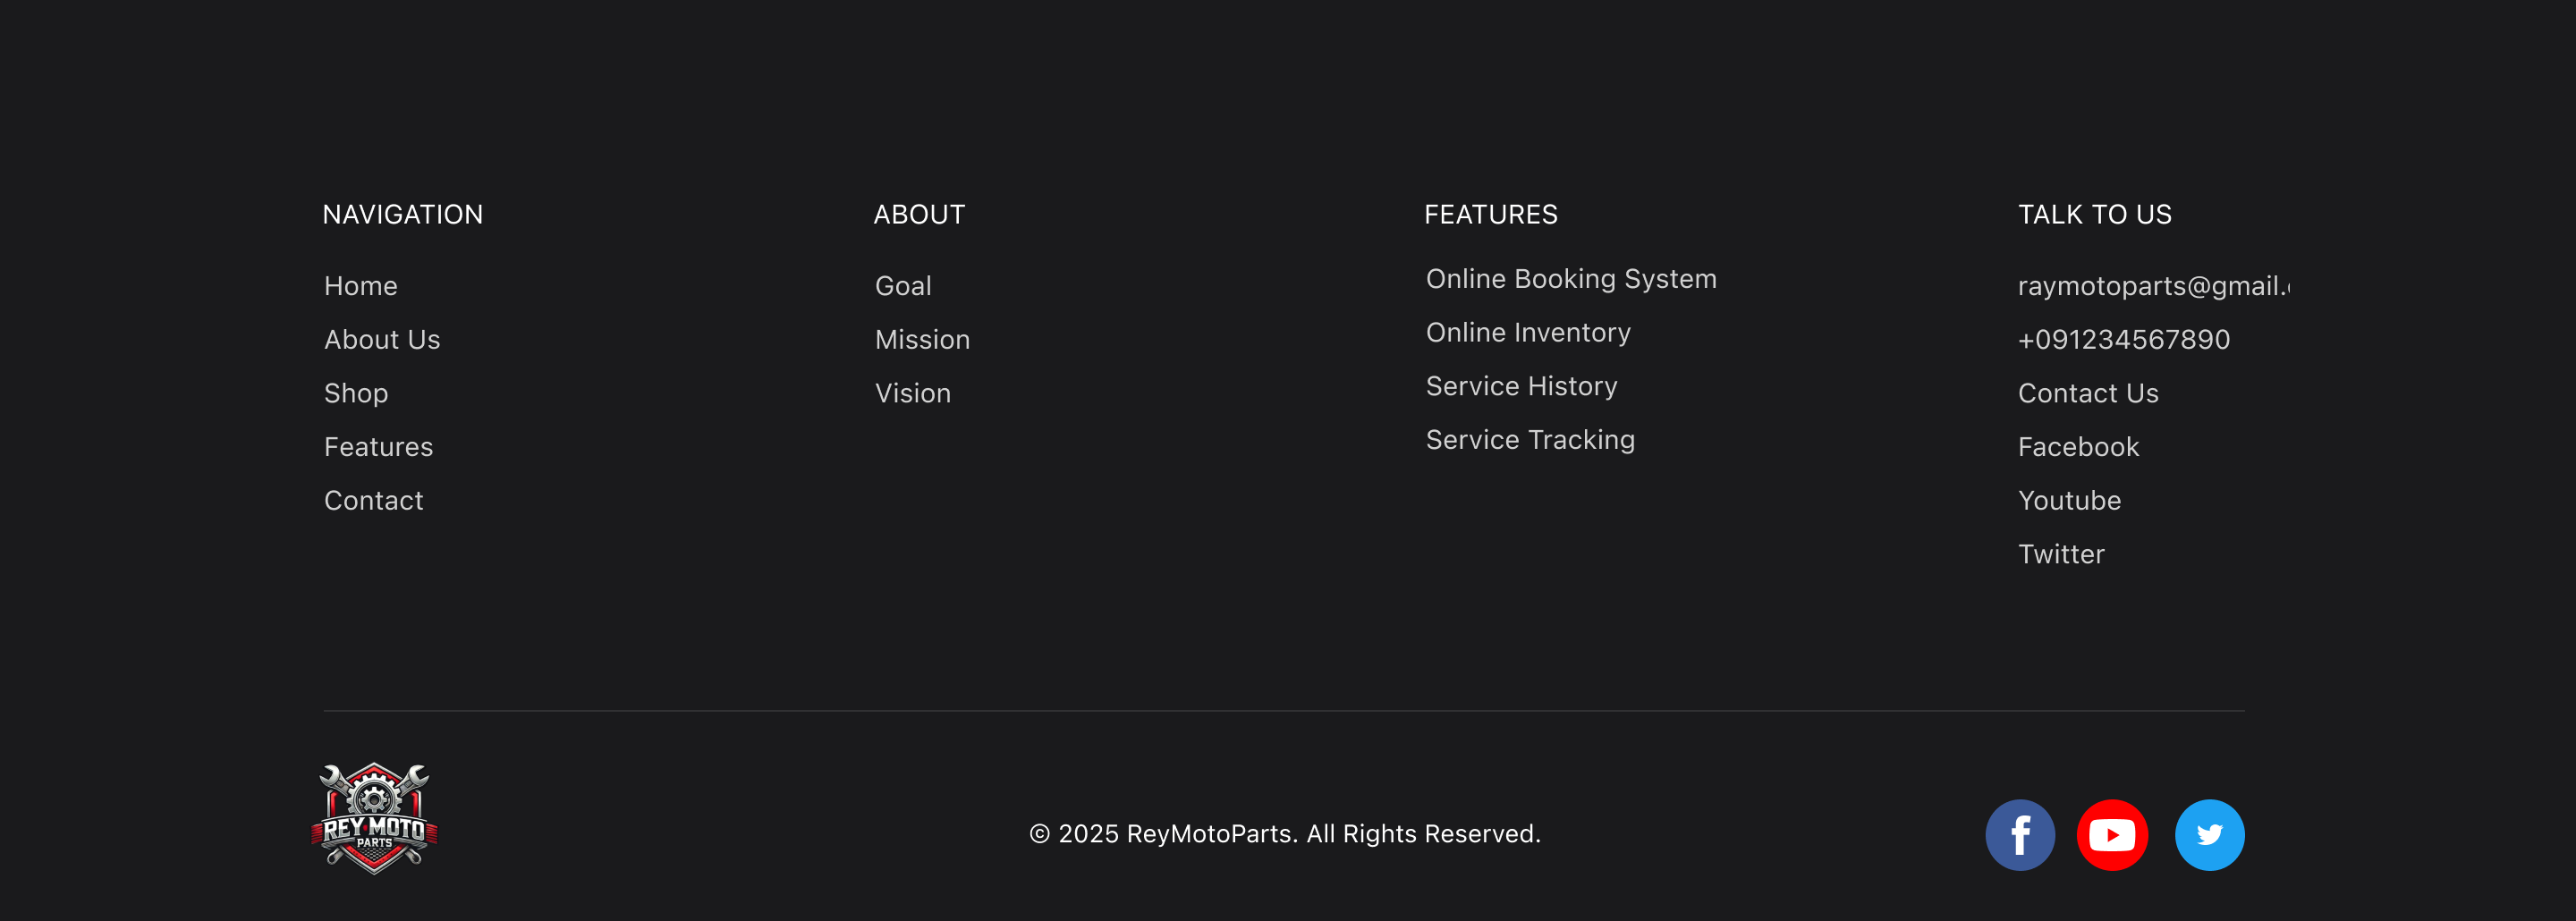 NAVIGATION
Home
About Us
Shop
Features
Contact
ABOUT
Goal
Mission
Vision
FEATURES
Online Booking System
Online Inventory
Service History
Service Tracking
TALK TO US
raymotoparts@gmail.
+091234567890
Contact Us
Facebook
Youtube
Twitter
REY·MOTO
PARTS
© 2025 ReyMotoParts. All Rights Reserved.